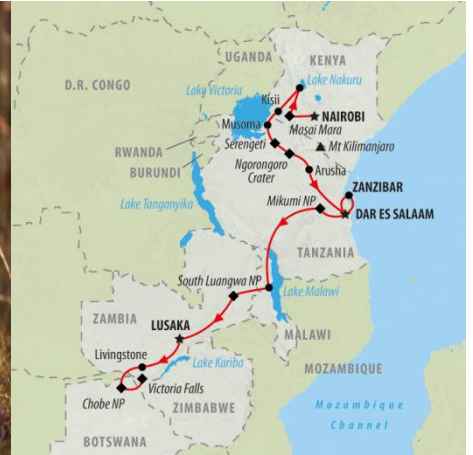 UGANDA
KENYA
D.R. CONGO
Lake Victoria
Lake Nakuru
Kisii
NAIROBI
Musoma
Masai Mara
Serengeti
Mt Kilimanjaro
RWANDA
Ngorongoro
Crater
Arusha
BURUNDI
ZANZIBAR
Mikumi NP
Lake Tanganyika
DAR ES SALAAM
TANZANIA
South Luangwa NP
Lake Malawi
ZAMBIA
LUSAKA
MALAWI
Livingstone
Lake Kariba
MOZAMBIQUE
Victoria Falls
Chobe NP
ZIMBABWE
Mozambique
Channel
BOTSWANA